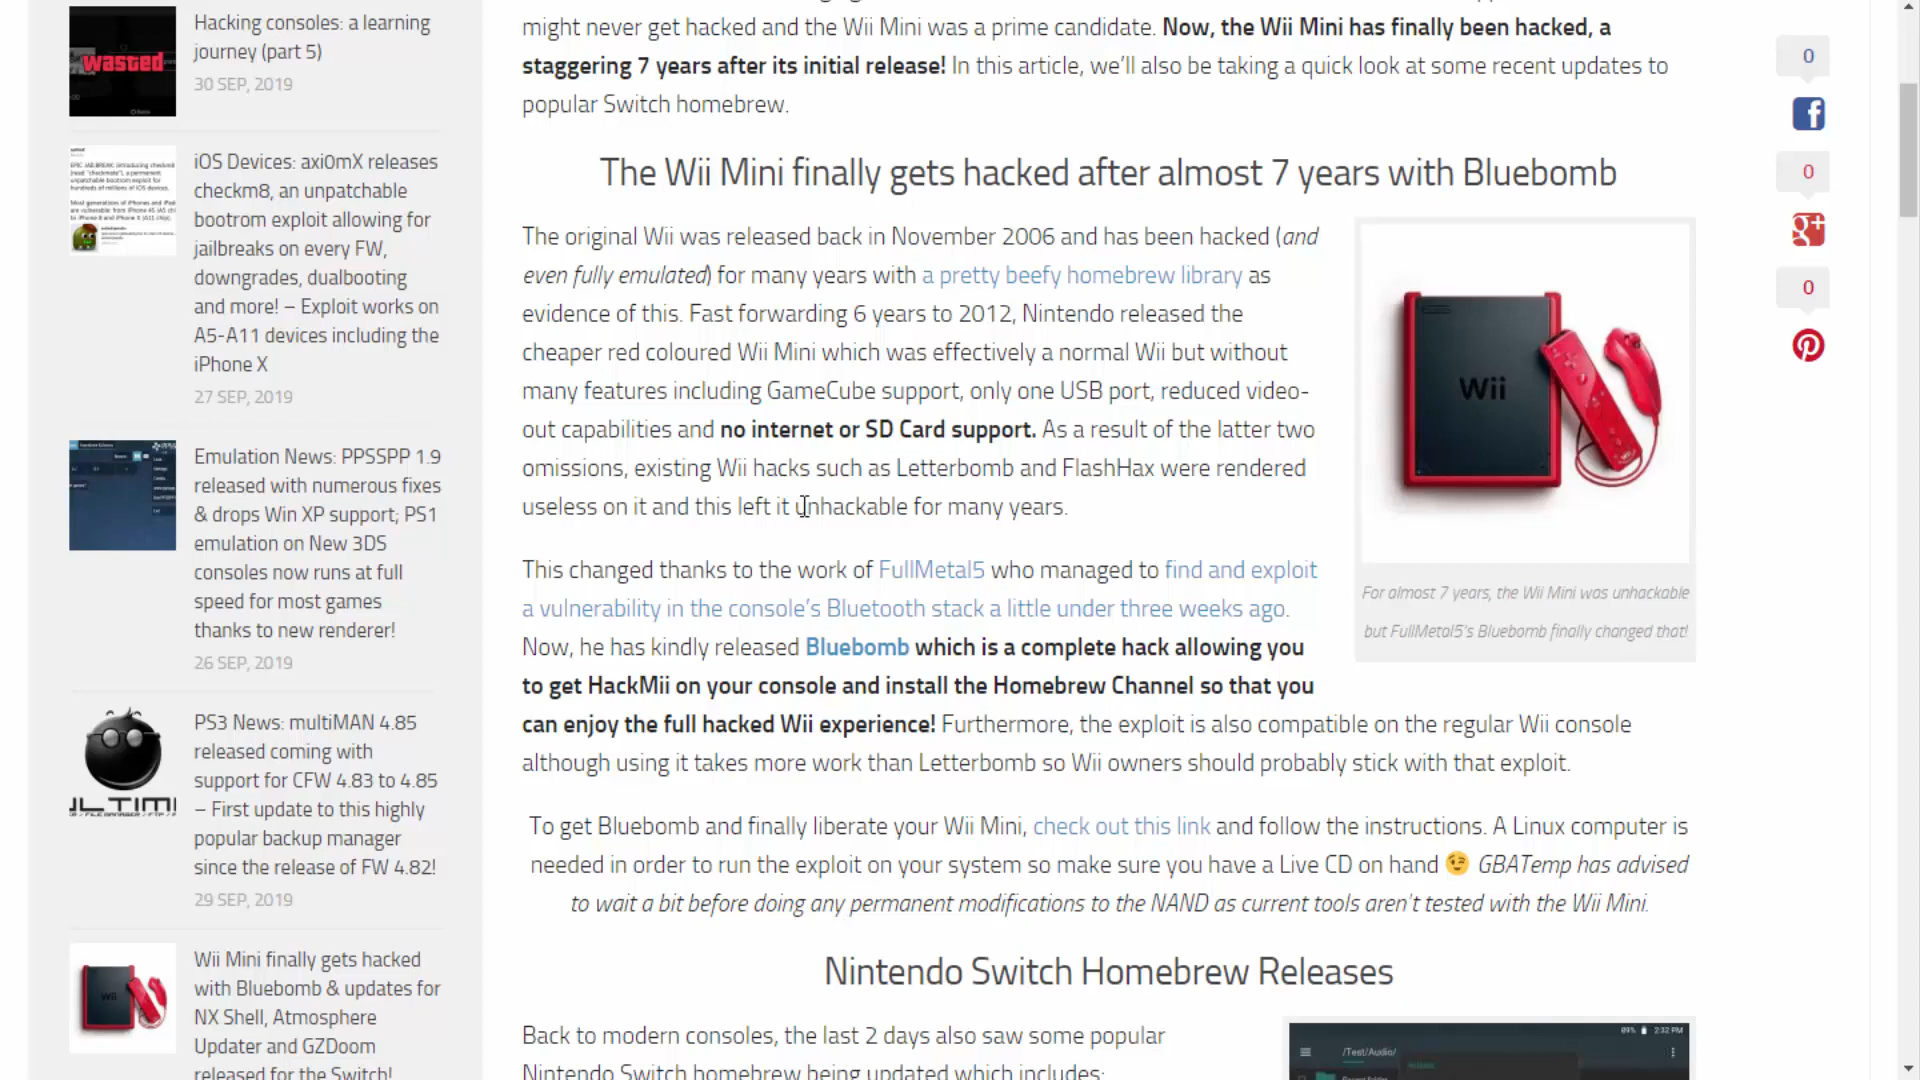 Hacking consoles: a learning
journey (part 5)
30 SEP, 2019
wasted
iOS Devices: axi0mX releases
checkm8, an unpatchable
bootrom exploit allowing for
jailbreaks on every FW,
downgrades, dualbooting
and more! – Exploit works on
A5-A11 devices including the
iPhone X
27 SEP, 2019
Emulation News: PPSSPP 1.9
released with numerous fixes
& drops Win XP support; PS1
emulation on New 3DS
consoles now runs at full
speed for most games
thanks to new renderer!
26 SEP, 2019
PS3 News: multiMAN 4.85
released coming with
support for CFW 4.83 to 4.85
– First update to this highly
popular backup manager
since the release of FW 4.82!
29 SEP, 2019
Wii Mini finally gets hacked
with Bluebomb & updates for
NX Shell, Atmosphere
Updater and GZDoom
released for the Switch!
might never get hacked and the Wii Mini was a prime candidate. Now, the Wii Mini has finally been hacked, a
staggering 7 years after its initial release! In this article, we'll also be taking a quick look at some recent updates to
popular Switch homebrew.
The Wii Mini finally gets hacked after almost 7 years with Bluebomb
The original Wii was released back in November 2006 and has been hacked (and
even fully emulated) for many years with a pretty beefy homebrew library as
evidence of this. Fast forwarding 6 years to 2012, Nintendo released the
cheaper red coloured Wii Mini which was effectively a normal Wii but without
many features including GameCube support, only one USB port, reduced video-
out capabilities and no internet or SD Card support. As a result of the latter two
omissions, existing Wii hacks such as Letterbomb and FlashHax were rendered
useless on it and this left it unhackable for many years.
Wii
For almost 7 years, the Wii Mini was unhackable
but FullMetal5's Bluebomb finally changed that!
This changed thanks to the work of FullMetal5 who managed to find and exploit
a vulnerability in the console's Bluetooth stack a little under three weeks ago.
Now, he has kindly released Bluebomb which is a complete hack allowing you
to get HackMii on your console and install the Homebrew Channel so that you
can enjoy the full hacked Wii experience! Furthermore, the exploit is also compatible on the regular Wii console
although using it takes more work than Letterbomb so Wii owners should probably stick with that exploit.
To get Bluebomb and finally liberate your Wii Mini, check out this link and follow the instructions. A Linux computer is
needed in order to run the exploit on your system so make sure you have a Live CD on hand 😉 GBATemp has advised
to wait a bit before doing any permanent modifications to the NAND as current tools aren't tested with the Wii Mini.
Nintendo Switch Homebrew Releases
Back to modern consoles, the last 2 days also saw some popular
Nintendo Switch homebrew being updated which includes:
89% 2:32 PM
/Test/Audio/
0
0
0